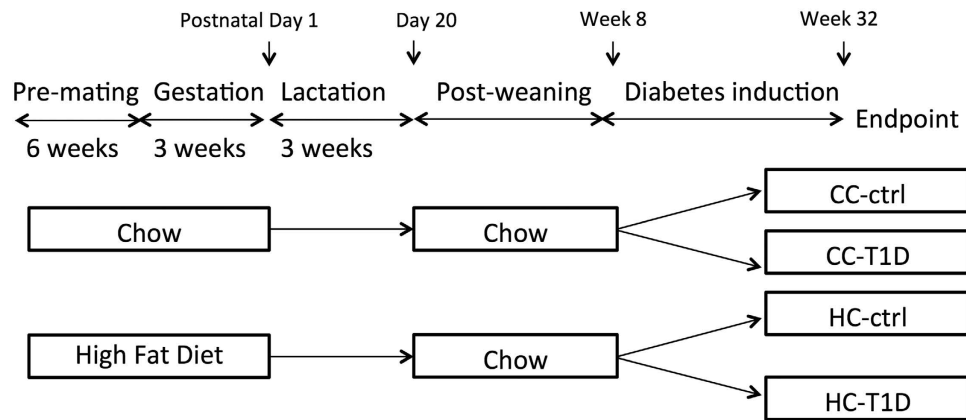 Postnatal Day 1 Day 20 Week 8 Week 32
Pre-mating Gestation Lactation Post-weaning Diabetes induction
Endpoint
6 weeks 3 weeks 3 weeks
CC-ctrl
Chow Chow
CC-T1D
HC-ctrl
High Fat Diet Chow
HC-T1D